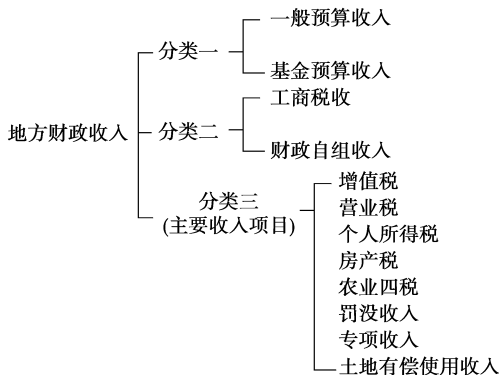 地方财政收入
分类一
一般预算收入
基金预算收入
分类二
工商税收
财政自组收入
分类三
(主要收入项目)
增值税
营业税
个人所得税
房产税
农业四税
罚没收入
专项收入
土地有偿使用收入